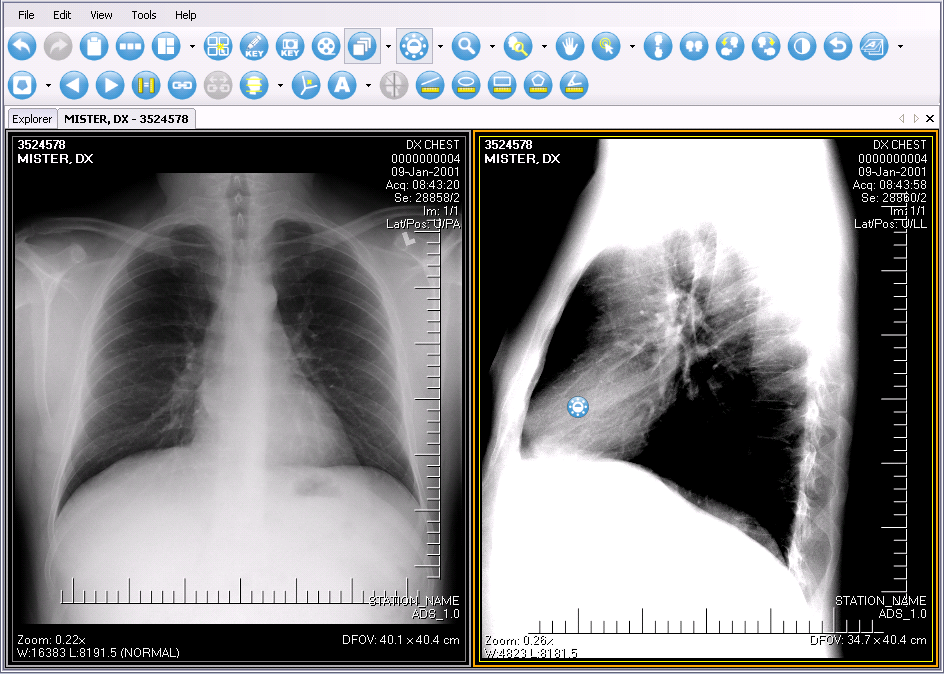 File Edit View Tools Help
KEY KEY
A
Explorer MISTER, DX - 3524578
3524578
MISTER, DX
DX CHEST
0000000004
09-Jan-2001
Acq: 08:43:20
Se: 28858/2
Im: 1/1
Lat/Pos: U/PA
L
STATION_NAME
ADS_1.0
Zoom: 0.22x
DFOV: 40.1 x 40.4 cm
W:16383 L:8191.5 (NORMAL)
3524578
MISTER, DX
DX CHEST
0000000004
09-Jan-2001
Acq: 08:43:58
Se: 28860/2
Im: 1/1
Lat/Pos: U/LL
STATION_NAME
ADS_1.0
Zoom: 0.26x
DFOV: 34.7 x 40.4 cm
W:4823 L:8181.5